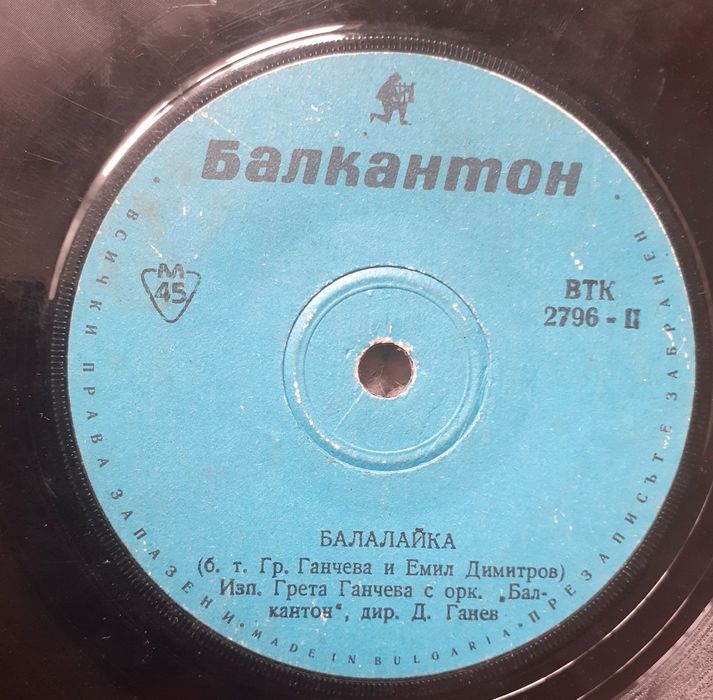 Балкантон
М
45
ВТК
2796 - II
БАЛАЛАЙКА
(б. т. Гр. Ганчева и Емил Димитров)
Изп. Грета Ганчева с орк. „Бал-
кантон“, дир. Д. Ганев
• ВСИЧКИ ПРАВА ЗАПАЗЕНИ • MADE IN BULGARIA • ПРЕЗАПИСЪТ Е ЗАБРАНЕН •